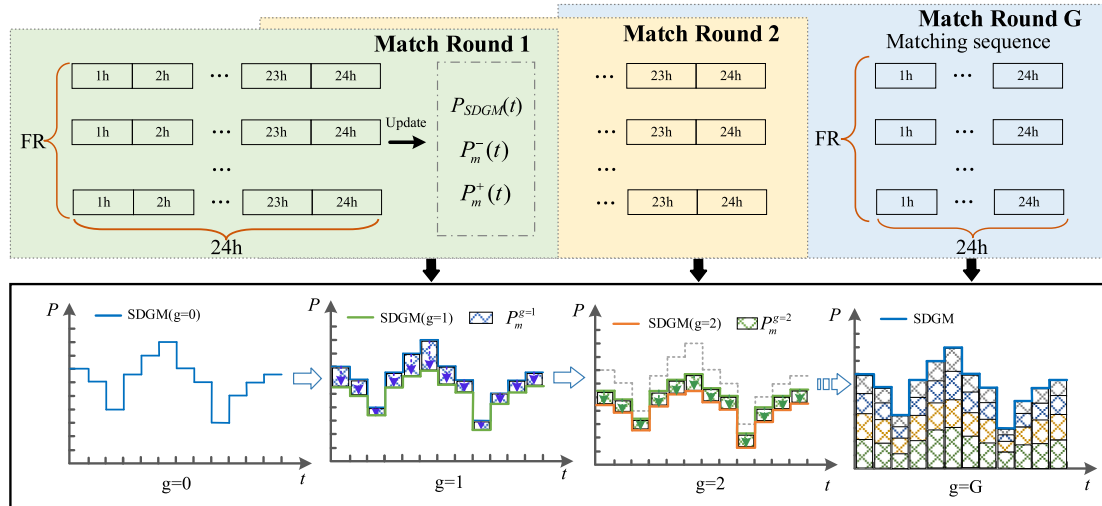 Match Round 1
1h 2h ... 23h 24h
1h 2h ... 23h 24h
...
1h 2h ... 23h 24h
FR
24h
Update
P_SDGM(t)
P_m^-(t)
P_m^+(t)
Match Round 2
... 23h 24h
... 23h 24h
...
... 23h 24h
Match Round G
Matching sequence
1h ... 24h
1h ... 24h
...
1h ... 24h
FR
24h
P
SDGM(g=0)
t
g=0
P
SDGM(g=1)
P_m^{g=1}
t
g=1
P
SDGM(g=2)
P_m^{g=2}
t
g=2
P
SDGM
t
g=G